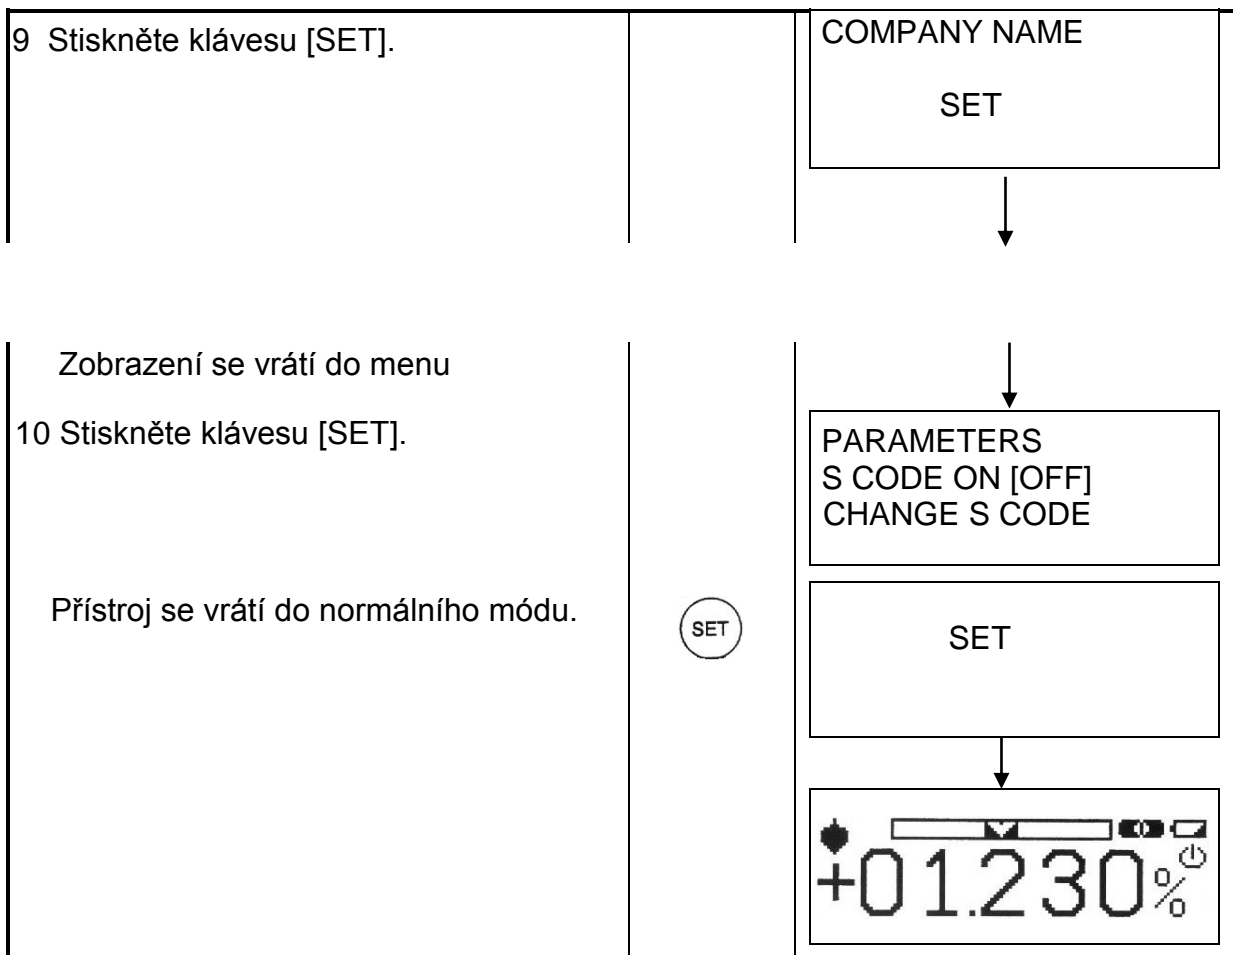 9 Stiskněte klávesu [SET].
COMPANY NAME
SET
Zobrazení se vrátí do menu
10 Stiskněte klávesu [SET].
PARAMETERS
S CODE ON [OFF]
CHANGE S CODE
Přístroj se vrátí do normálního módu.
SET
SET
+01.230%